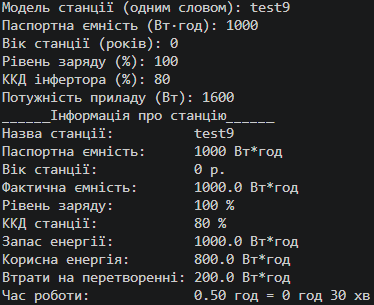 Модель станції (одним словом): test9
Паспортна ємність (Вт·год): 1000
Вік станції (років): 0
Рівень заряду (%): 100
ККД інфертора (%): 80
Потужність приладу (Вт): 1600
______Інформація про станцію______
Назва станції: test9
Паспортна ємність: 1000 Вт*год
Вік станції: 0 р.
Фактична ємність: 1000.0 Вт*год
Рівень заряду: 100 %
ККД станції: 80 %
Запас енергії: 1000.0 Вт*год
Корисна енергія: 800.0 Вт*год
Втрати на перетворенні: 200.0 Вт*год
Час роботи: 0.50 год = 0 год 30 хв